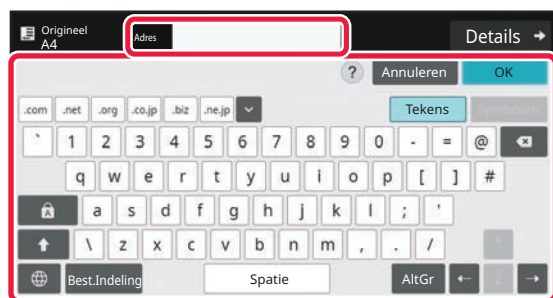 Origineel
A4
Adres
Details
? Annuleren OK
.com .net .org .co.jp .biz .ne.jp Tekens Symbolen
` 1 2 3 4 5 6 7 8 9 0 - = @
q w e r t y u i o p [ ] #
A a s d f g h j k l ; '
\ z x c v b n m , . /
Best.Indeling Spatie AltGr